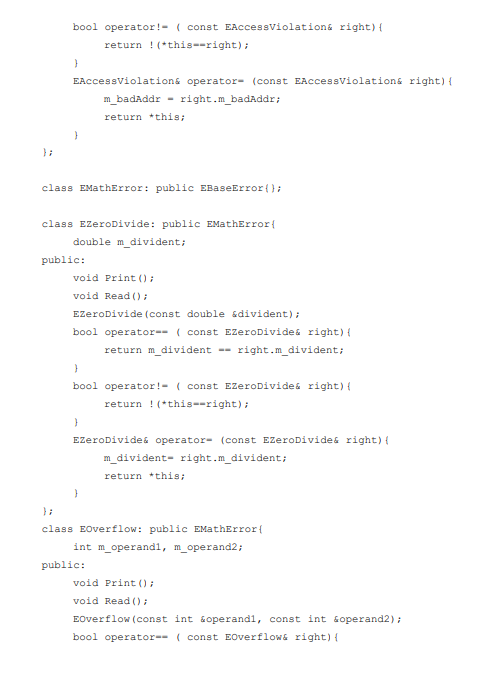 bool operator!= ( const EAccessViolation& right){
return !(*this==right);
}
EAccessViolation& operator= (const EAccessViolation& right){
m_badAddr = right.m_badAddr;
return *this;
}
};
class EMathError: public EBaseError{};
class EZeroDivide: public EMathError{
double m_divident;
public:
void Print();
void Read();
EZeroDivide(const double &divident);
bool operator== ( const EZeroDivide& right){
return m_divident == right.m_divident;
}
bool operator!= ( const EZeroDivide& right){
return !(*this==right);
}
EZeroDivide& operator= (const EZeroDivide& right){
m_divident= right.m_divident;
return *this;
}
};
class EOverflow: public EMathError{
int m_operand1, m_operand2;
public:
void Print();
void Read();
EOverflow(const int &operand1, const int &operand2);
bool operator== ( const EOverflow& right){